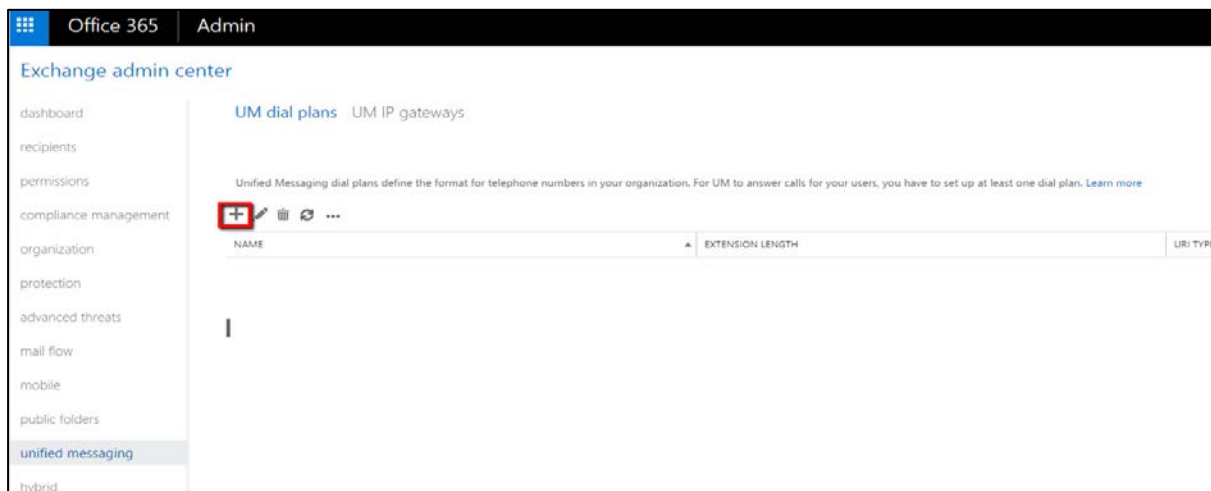 Office 365 Admin
Exchange admin center
dashboard
recipients
permissions
compliance management
organization
protection
advanced threats
mail flow
mobile
public folders
unified messaging
hybrid
UM dial plans UM IP gateways
Unified Messaging dial plans define the format for telephone numbers in your organization. For UM to answer calls for your users, you have to set up at least one dial plan. Learn more
NAME EXTENSION LENGTH URI TYPE